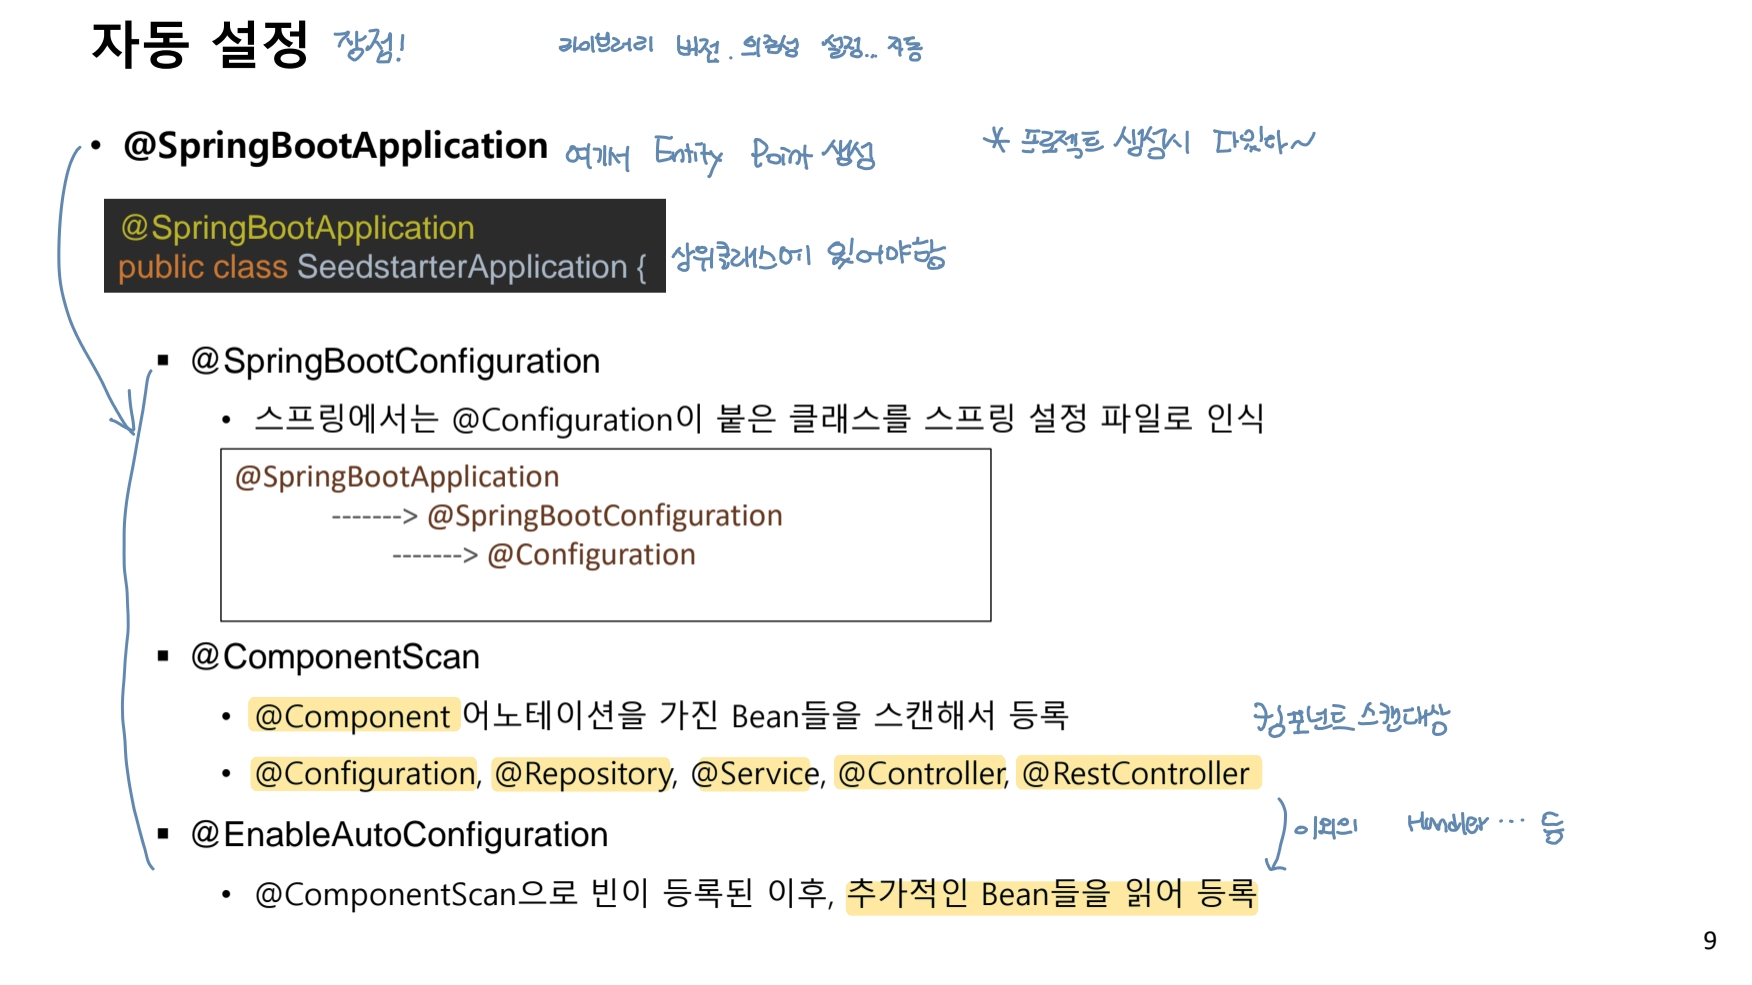 자동 설정 장점! 라이브러리 버전. 의존성 설정... 자동
• @SpringBootApplication 여기서 Entity Point 생성 * 프로젝트 생성시 다있다~
@SpringBootApplication
public class SeedstarterApplication { 상위클래스에 있어야함
▪ @SpringBootConfiguration
• 스프링에서는 @Configuration이 붙은 클래스를 스프링 설정 파일로 인식
@SpringBootApplication
-------> @SpringBootConfiguration
-------> @Configuration
▪ @ComponentScan
• @Component 어노테이션을 가진 Bean들을 스캔해서 등록 컴포넌트 스캔대상
• @Configuration, @Repository, @Service, @Controller, @RestController
▪ @EnableAutoConfiguration 이외의 Handler ... 등
• @ComponentScan으로 빈이 등록된 이후, 추가적인 Bean들을 읽어 등록
9